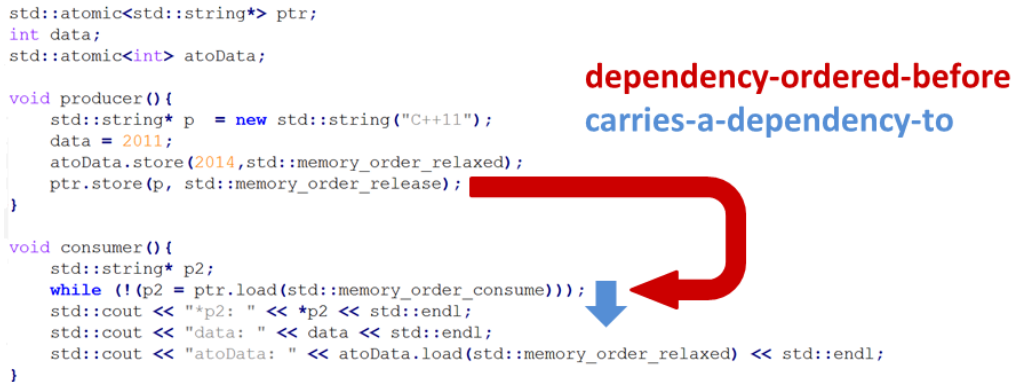 std::atomic<std::string*> ptr;
int data;
std::atomic<int> atoData;
dependency-ordered-before
carries-a-dependency-to
void producer(){
    std::string* p  = new std::string("C++11");
    data = 2011;
    atoData.store(2014,std::memory_order_relaxed);
    ptr.store(p, std::memory_order_release);
}
void consumer(){
    std::string* p2;
    while (!(p2 = ptr.load(std::memory_order_consume)));
    std::cout << "*p2: " << *p2 << std::endl;
    std::cout << "data: " << data << std::endl;
    std::cout << "atoData: " << atoData.load(std::memory_order_relaxed) << std::endl;
}